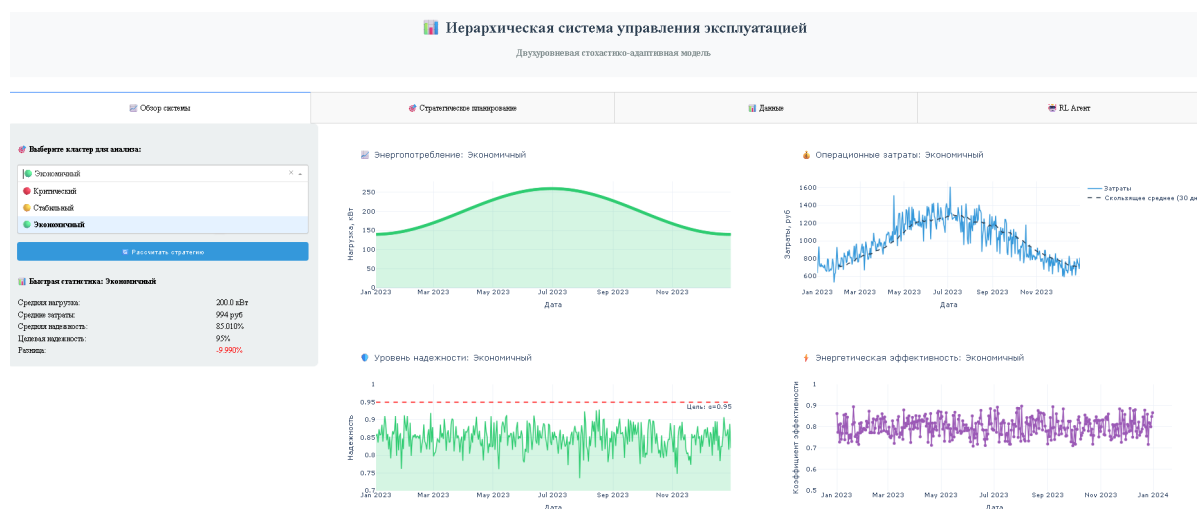 Иерархическая система управления эксплуатацией
Двухуровневая стохастико-адаптивная модель
Обзор системы
Стратегическое планирование
Данные
RL Агент
Выберите кластер для анализа:
Экономичный
Критический
Стабильный
Экономичный
Рассчитать стратегию
Быстрая статистика: Экономичный
Средняя нагрузка: 200.0 кВт
Средние затраты: 994 руб
Средняя надежность: 85.010%
Целевая надежность: 95%
Разница: -9.990%
Энергопотребление: Экономичный
Нагрузка, кВт
250
200
150
100
50
0
Jan 2023 Mar 2023 May 2023 Jul 2023 Sep 2023 Nov 2023
Дата
Операционные затраты: Экономичный
Затраты, руб
1600
1400
1200
1000
800
600
Jan 2023 Mar 2023 May 2023 Jul 2023 Sep 2023 Nov 2023
Дата
Затраты
Скользящее среднее (30 дн
Уровень надежности: Экономичный
Надежность
1
0.95
0.9
0.85
0.8
0.75
0.7
Цель: α=0.95
Jan 2023 Mar 2023 May 2023 Jul 2023 Sep 2023 Nov 2023
Дата
Энергетическая эффективность: Экономичный
Коэффициент эффективности
1
0.9
0.8
0.7
0.6
0.5
Jan 2023 Mar 2023 May 2023 Jul 2023 Sep 2023 Nov 2023 Jan 2024
Дата